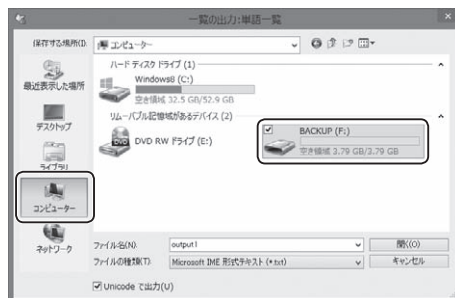 一覧の出力:単語一覧
保存する場所(I):
コンピューター
最近表示した場所
デスクトップ
ライブラリ
コンピューター
ネットワーク
ハード ディスク ドライブ (1)
Windows8 (C:)
空き領域 32.5 GB/52.9 GB
リムーバブル記憶域があるデバイス (2)
DVD RW ドライブ (E:)
BACKUP (F:)
空き領域 3.79 GB/3.79 GB
ファイル名(N):
output1
開く(O)
ファイルの種類(T):
Microsoft IME 形式テキスト (*.txt)
キャンセル
Unicode で出力(U)